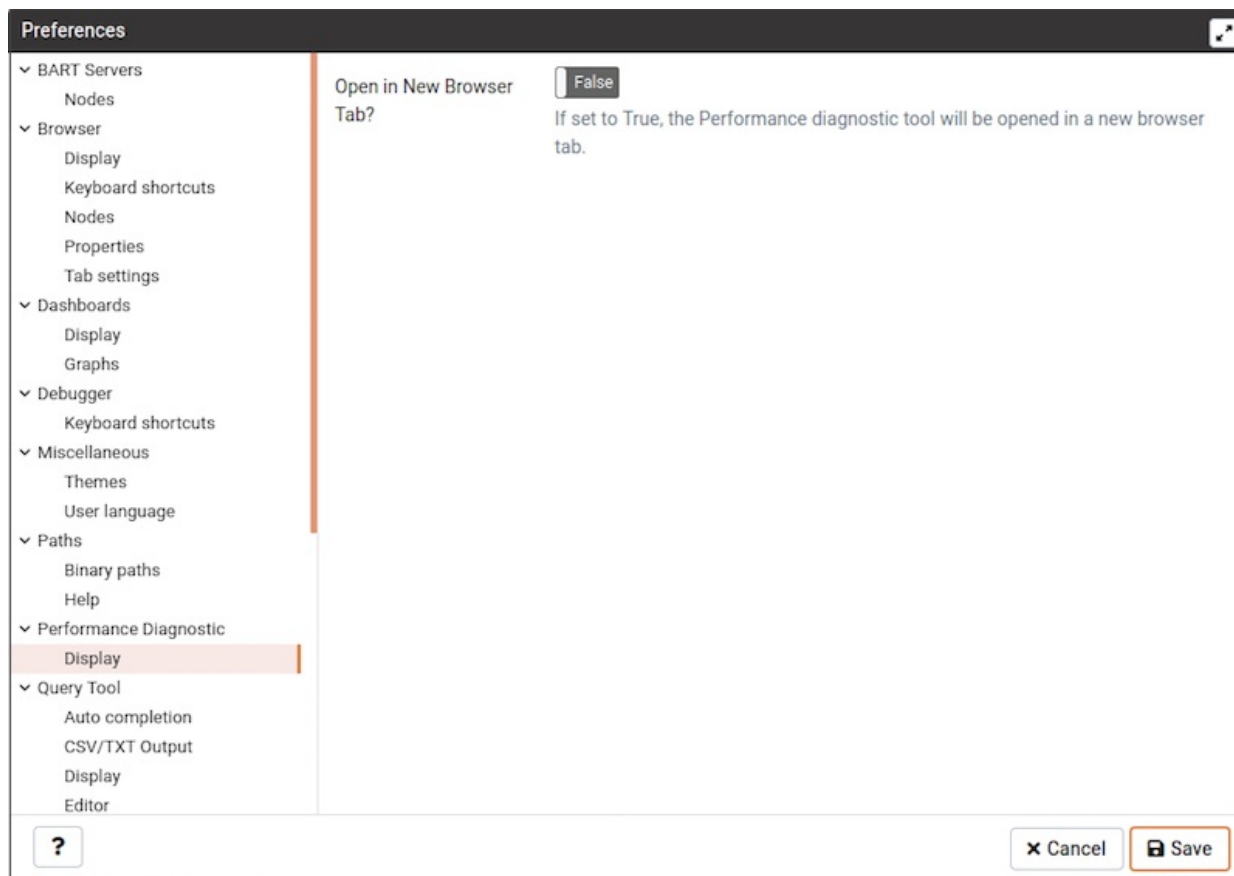 Preferences
BART Servers
Nodes
Browser
Display
Keyboard shortcuts
Nodes
Properties
Tab settings
Dashboards
Display
Graphs
Debugger
Keyboard shortcuts
Miscellaneous
Themes
User language
Paths
Binary paths
Help
Performance Diagnostic
Display
Query Tool
Auto completion
CSV/TXT Output
Display
Editor
Open in New Browser
Tab?
False
If set to True, the Performance diagnostic tool will be opened in a new browser
tab.
?
Cancel
Save